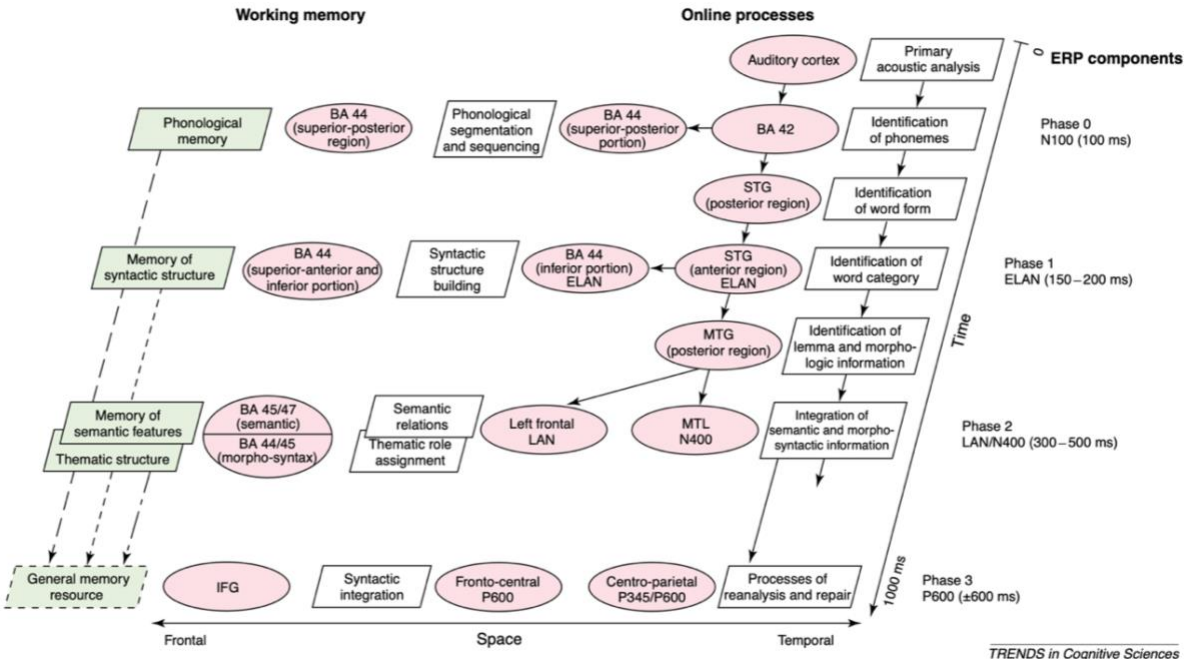 Working memory
Online processes
Auditory cortex
Primary
acoustic analysis
0
ERP components
Phonological
memory
BA 44
(superior-posterior
region)
Phonological
segmentation
and sequencing
BA 44
(superior-posterior
portion)
BA 42
Identification
of phonemes
Phase 0
N100 (100 ms)
STG
(posterior region)
Identification
of word form
Memory of
syntactic structure
BA 44
(superior-anterior and
inferior portion)
Syntactic
structure
building
BA 44
(inferior portion)
ELAN
STG
(anterior region)
ELAN
Identification of
word category
Phase 1
ELAN (150–200 ms)
MTG
(posterior region)
Identification of
lemma and morpho-
logic information
Time
Memory of
semantic features
Thematic structure
BA 45/47
(semantic)
BA 44/45
(morpho-syntax)
Semantic
relations
Thematic role
assignment
Left frontal
LAN
MTL
N400
Integration of
semantic and morpho-
syntactic information
Phase 2
LAN/N400 (300–500 ms)
General memory
resource
IFG
Syntactic
integration
Fronto-central
P600
Centro-parietal
P345/P600
Processes of
reanalysis and repair
1000 ms
Phase 3
P600 (±600 ms)
Frontal
Space
Temporal
TRENDS in Cognitive Sciences